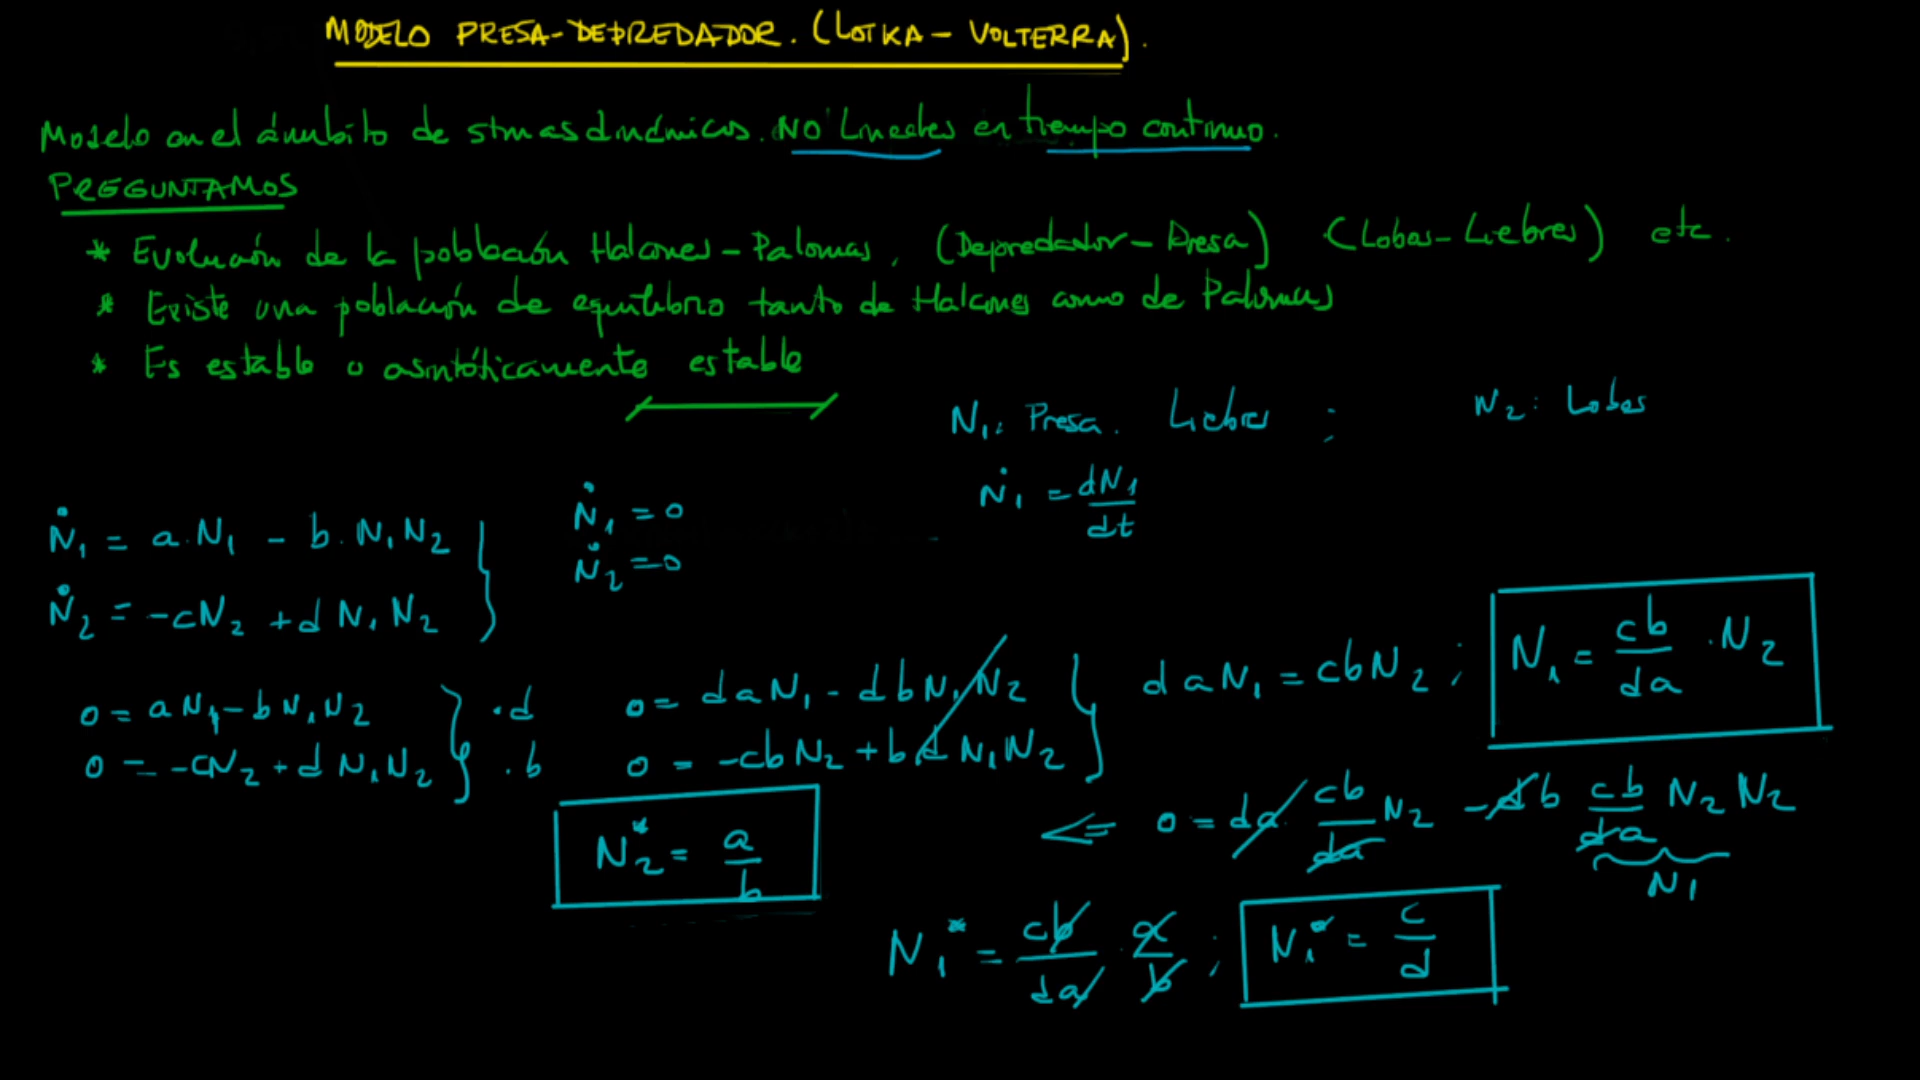 MODELO PRESA-DEPREDADOR. (LOTKA-VOLTERRA).
Modelo en el ámbito de stmas dinámicos. NO Lineales en tiempo continuo.
PREGUNTAMOS
* Evolución de la población Halcones-Palomas, (Depredador-Presa) (Lobos-Liebres) etc.
* Existe una población de equilibrio tanto de Halcones como de Palomas
* Es estable o asintóticamente estable
N₁: Presa. Liebres ; N₂: Lobos
Ṅ₁ = dN₁/dt
Ṅ₁ = a·N₁ - b·N₁N₂ }
Ṅ₂ = -cN₂ + d N₁N₂
Ṅ₁ = 0
Ṅ₂ = 0
0 = aN₁ - bN₁N₂ } ·d
0 = -cN₂ + d N₁N₂ ·b
0 = daN₁ - dbN₁N₂ }
0 = -cbN₂ + bdN₁N₂
daN₁ = cbN₂ ; N₁ = cb/da · N₂
<= 0 = da cb/da N₂ - db cb/da N₂ N₂
N₁
N₂* = a/b
N₁* = cb/da · a/b ; N₁* = c/d